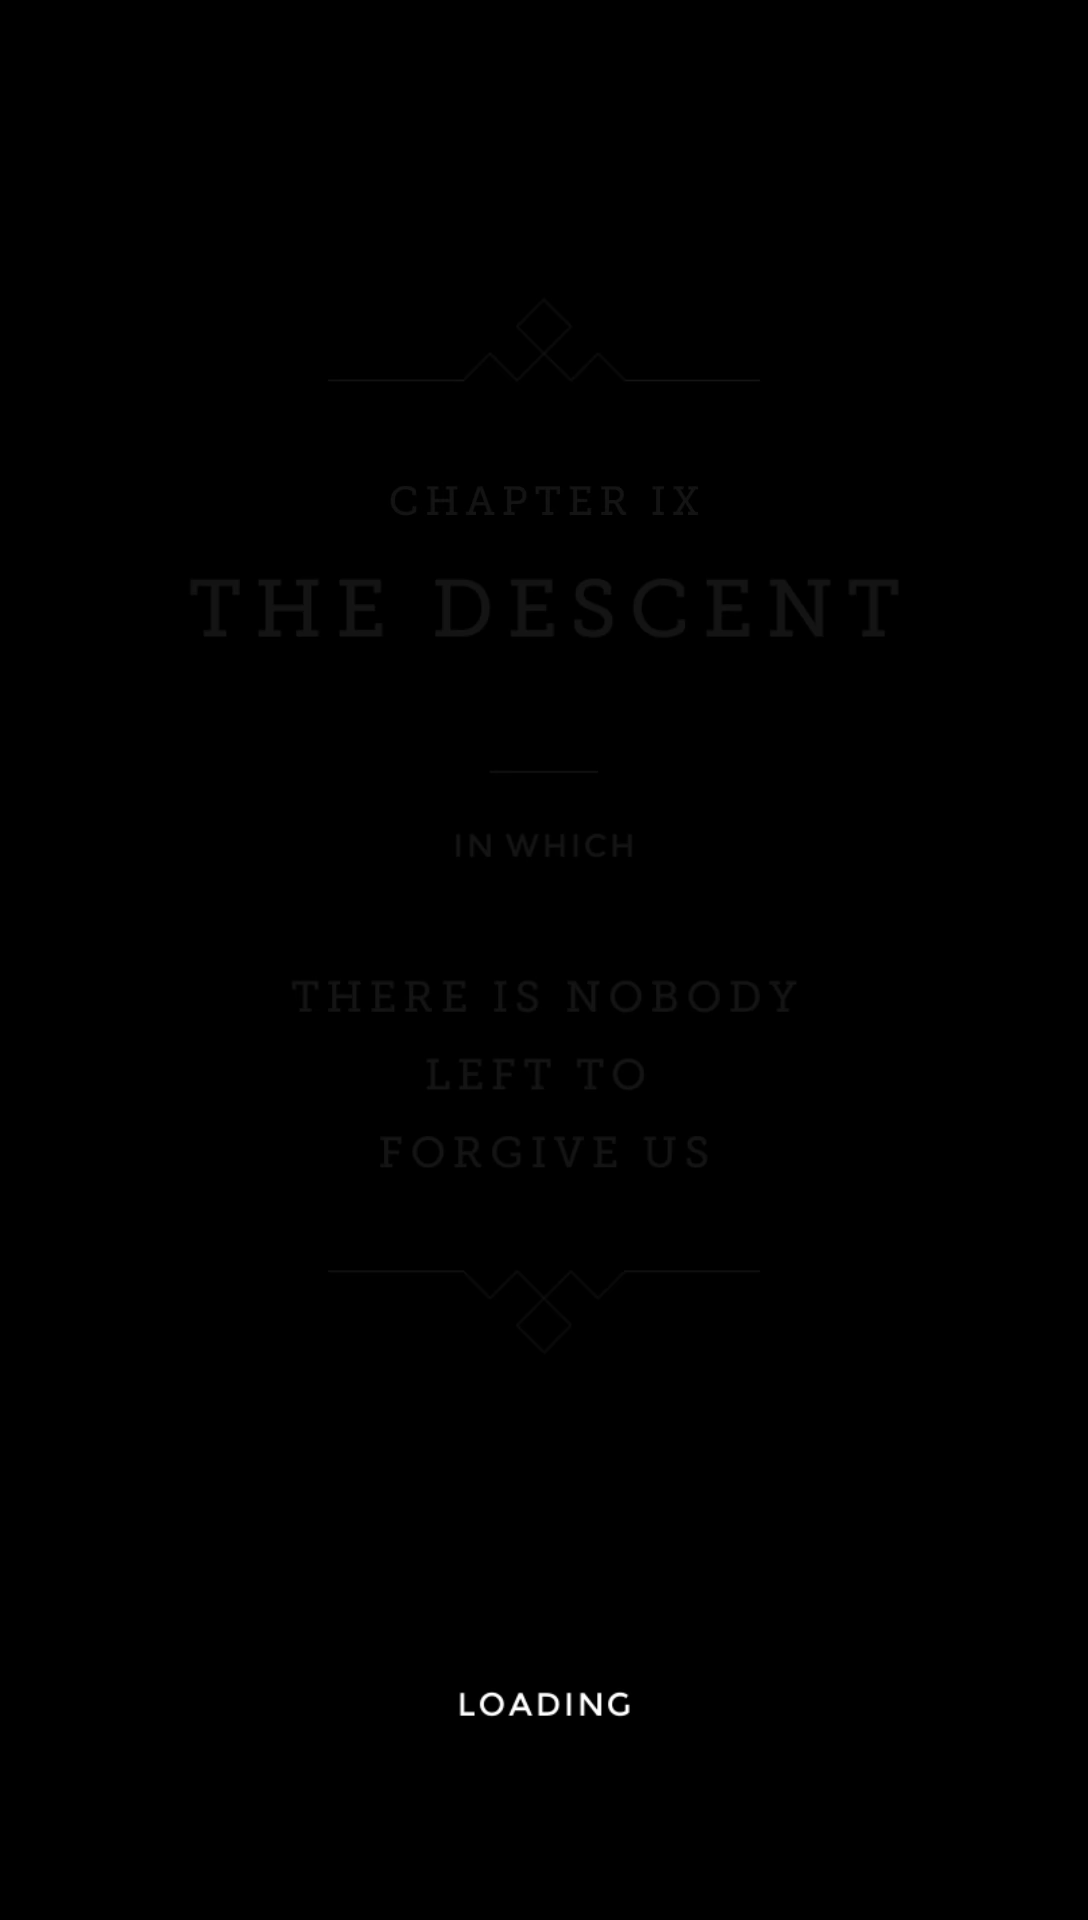 CHAPTER IX
THE DESCENT
IN WHICH
THERE IS NOBODY
LEFT TO
FORGIVE US
LOADING